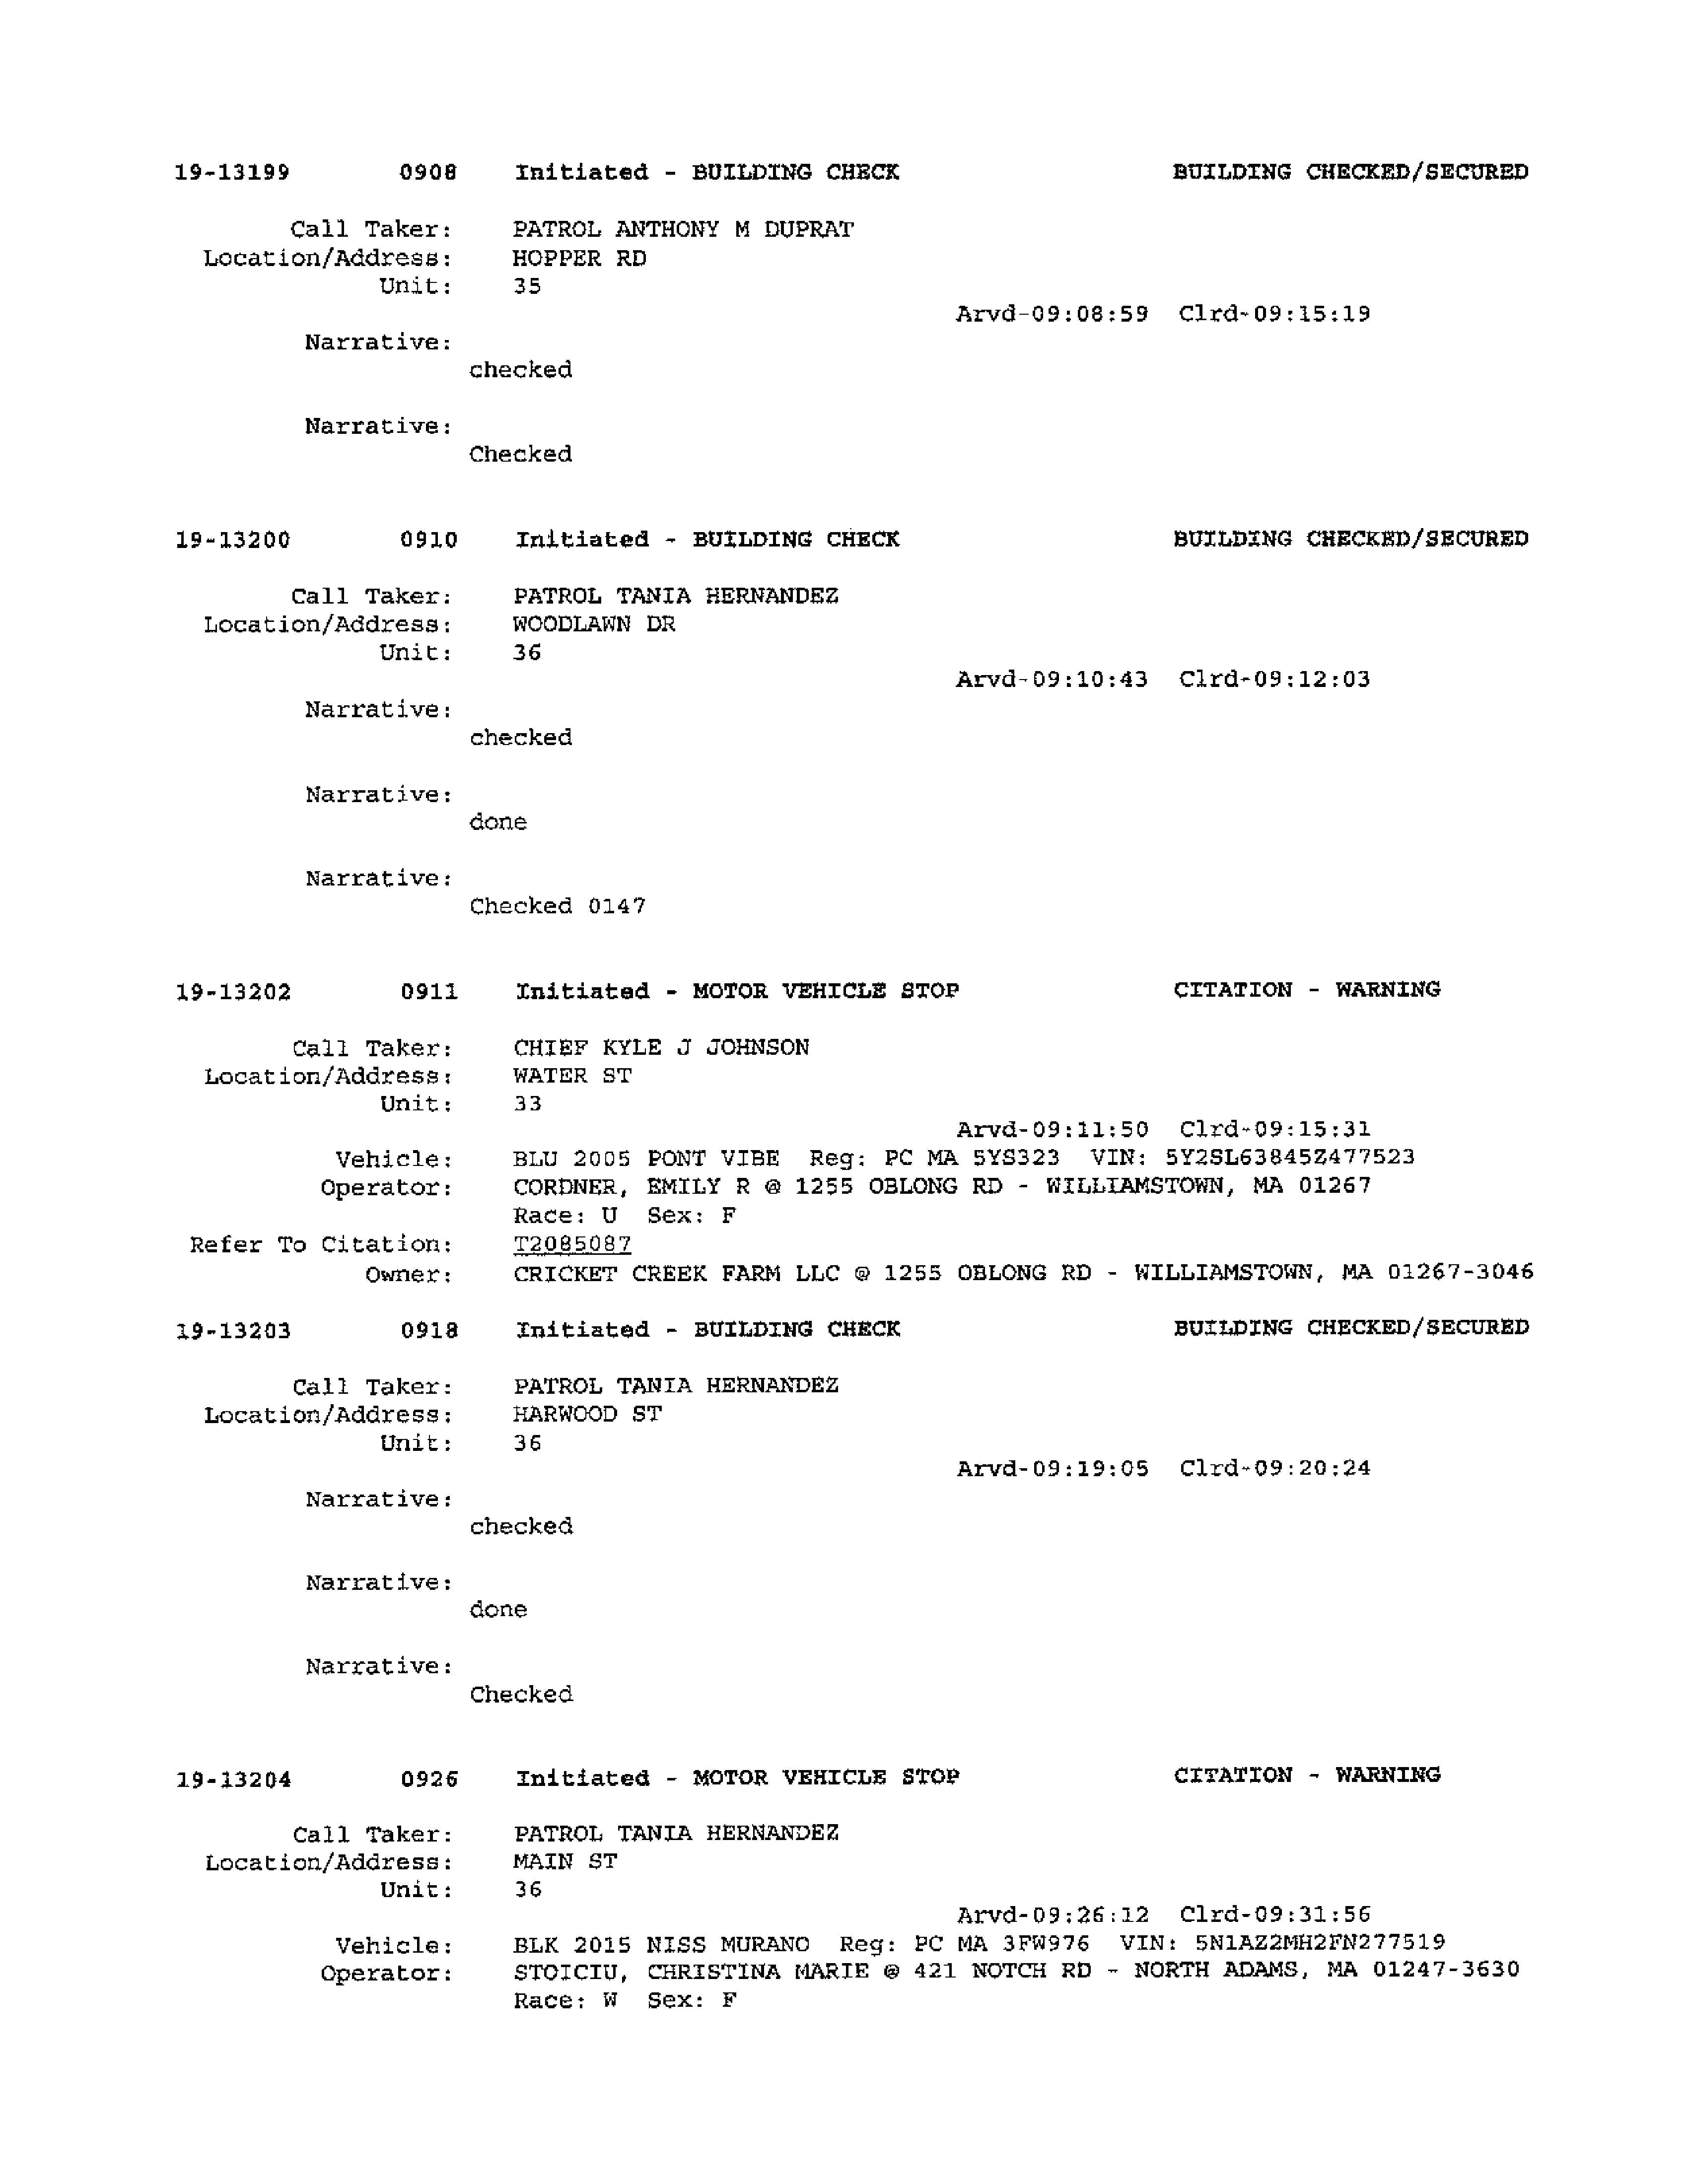 19-13199 0908 Initiated - BUILDING CHECK BUILDING CHECKED/SECURED
Call Taker: PATROL ANTHONY M DUPRAT
Location/Address: HOPPER RD
Unit: 35
Arvd-09:08:59 Clrd-09:15:19
Narrative:
checked
Narrative:
Checked
19-13200 0910 Initiated - BUILDING CHECK BUILDING CHECKED/SECURED
Call Taker: PATROL TANIA HERNANDEZ
Location/Address: WOODLAWN DR
Unit: 36
Arvd-09:10:43 Clrd-09:12:03
Narrative:
checked
Narrative:
done
Narrative:
Checked 0147
19-13202 0911 Initiated - MOTOR VEHICLE STOP CITATION - WARNING
Call Taker: CHIEF KYLE J JOHNSON
Location/Address: WATER ST
Unit: 33
Arvd-09:11:50 Clrd-09:15:31
Vehicle: BLU 2005 PONT VIBE Reg: PC MA 5YS323 VIN: 5Y2SL63845Z477523
Operator: CORDNER, EMILY R @ 1255 OBLONG RD - WILLIAMSTOWN, MA 01267
Race: U Sex: F
Refer To Citation: T2085087
Owner: CRICKET CREEK FARM LLC @ 1255 OBLONG RD - WILLIAMSTOWN, MA 01267-3046
19-13203 0918 Initiated - BUILDING CHECK BUILDING CHECKED/SECURED
Call Taker: PATROL TANIA HERNANDEZ
Location/Address: HARWOOD ST
Unit: 36
Arvd-09:19:05 Clrd-09:20:24
Narrative:
checked
Narrative:
done
Narrative:
Checked
19-13204 0926 Initiated - MOTOR VEHICLE STOP CITATION - WARNING
Call Taker: PATROL TANIA HERNANDEZ
Location/Address: MAIN ST
Unit: 36
Arvd-09:26:12 Clrd-09:31:56
Vehicle: BLK 2015 NISS MURANO Reg: PC MA 3FW976 VIN: 5N1AZ2MH2FN277519
Operator: STOICIU, CHRISTINA MARIE @ 421 NOTCH RD - NORTH ADAMS, MA 01247-3630
Race: W Sex: F